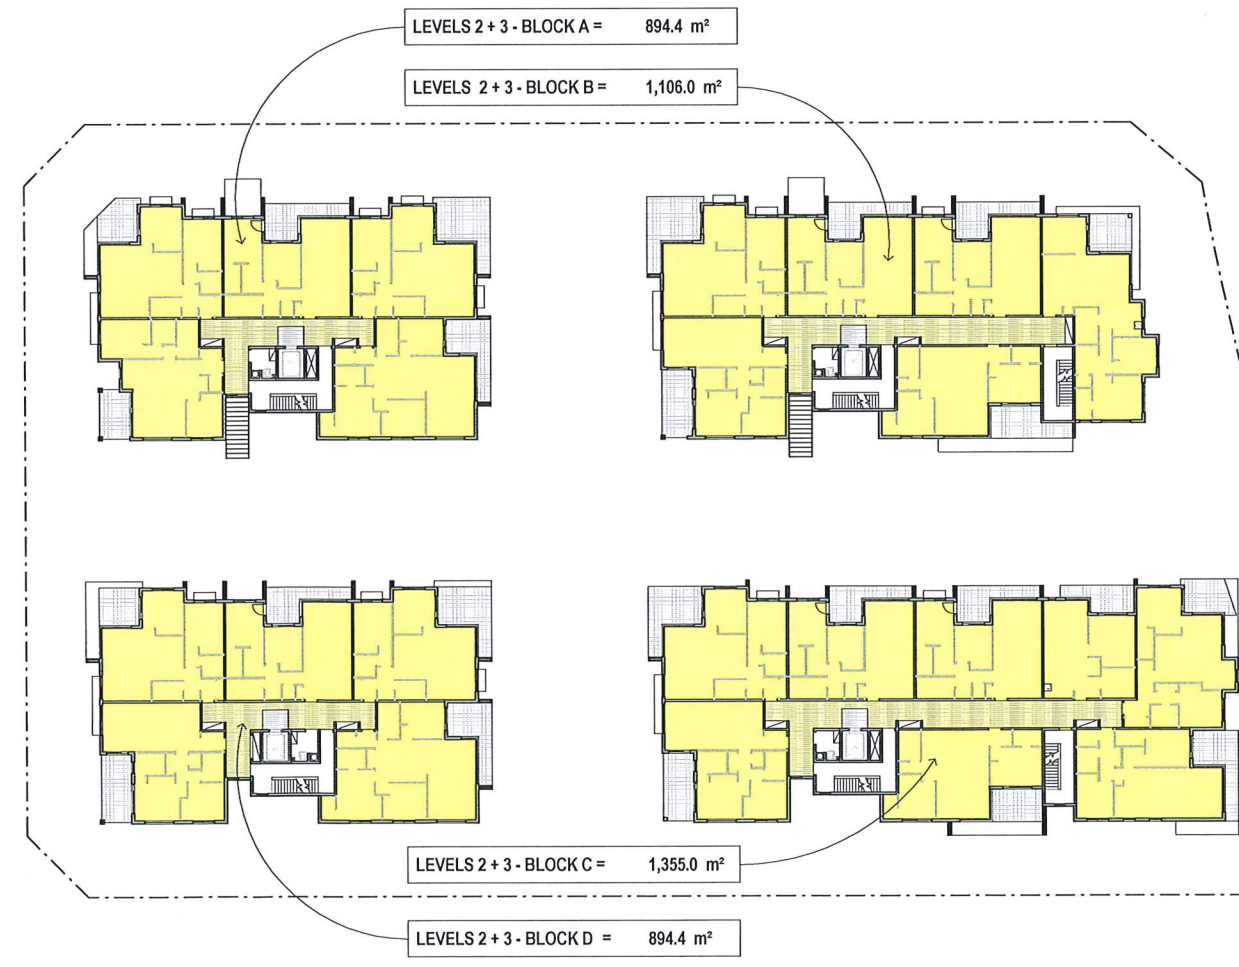 LEVELS 2 + 3 - BLOCK A = 894.4 m²
LEVELS 2 + 3 - BLOCK B = 1,106.0 m²
LEVELS 2 + 3 - BLOCK C = 1,355.0 m²
LEVELS 2 + 3 - BLOCK D = 894.4 m²